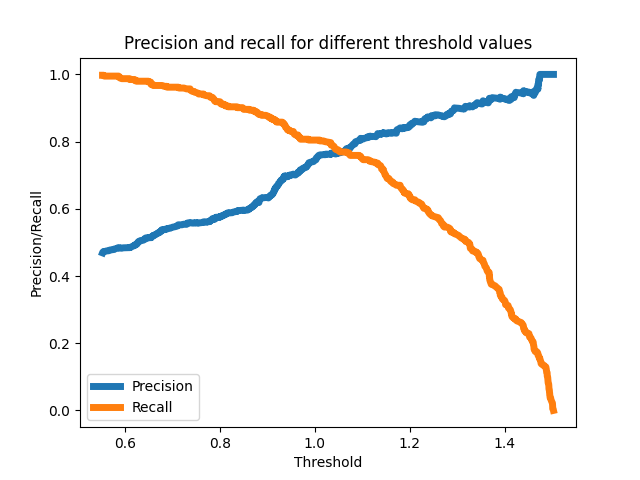 Precision and recall for different threshold values
1.0
0.8
0.6
0.4
0.2
0.0
Precision/Recall
Precision
Recall
0.6 0.8 1.0 1.2 1.4
Threshold